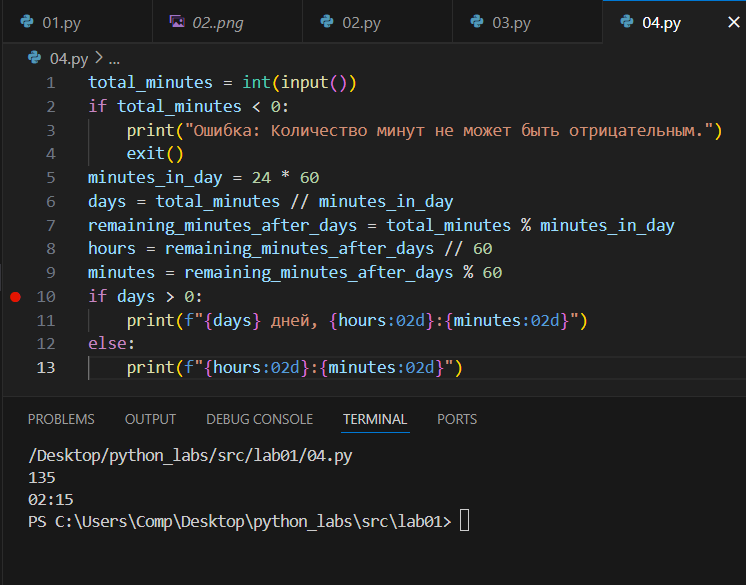 01.py 02..png 02.py 03.py 04.py
04.py > ...
1 total_minutes = int(input())
2 if total_minutes < 0:
3     print("Ошибка: Количество минут не может быть отрицательным.")
4     exit()
5 minutes_in_day = 24 * 60
6 days = total_minutes // minutes_in_day
7 remaining_minutes_after_days = total_minutes % minutes_in_day
8 hours = remaining_minutes_after_days // 60
9 minutes = remaining_minutes_after_days % 60
10 if days > 0:
11     print(f"{days} дней, {hours:02d}:{minutes:02d}")
12 else:
13     print(f"{hours:02d}:{minutes:02d}")
PROBLEMS OUTPUT DEBUG CONSOLE TERMINAL PORTS
/Desktop/python_labs/src/lab01/04.py
135
02:15
PS C:\Users\Comp\Desktop\python_labs\src\lab01>